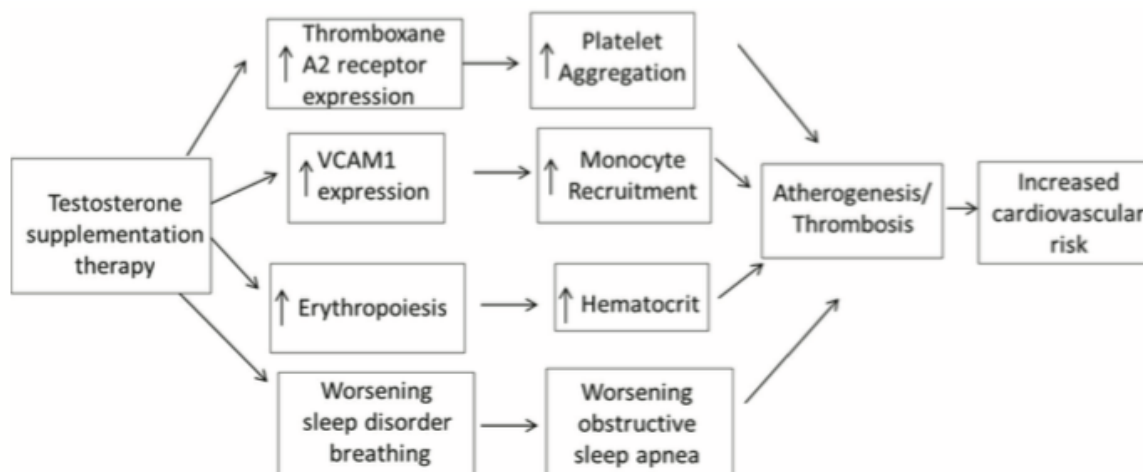 Testosterone
supplementation
therapy
↑ Thromboxane
A2 receptor
expression
↑ Platelet
Aggregation
↑ VCAM1
expression
↑ Monocyte
Recruitment
↑ Erythropoiesis
↑ Hematocrit
Worsening
sleep disorder
breathing
Worsening
obstructive
sleep apnea
Atherogenesis/
Thrombosis
Increased
cardiovascular
risk